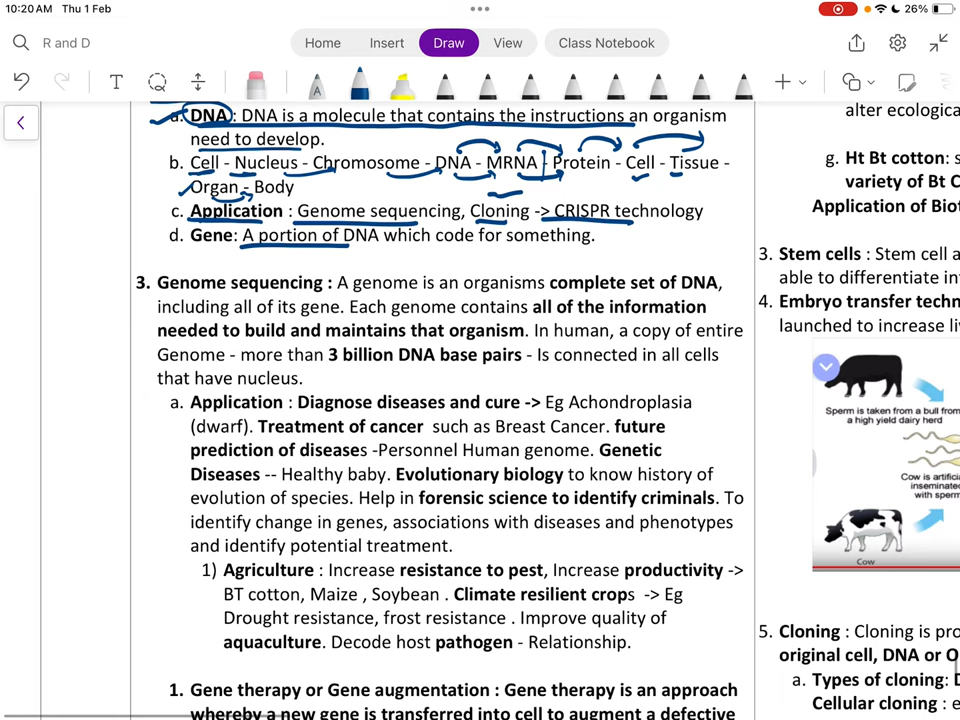 10:20 AM Thu 1 Feb
26%
R and D
Home Insert Draw View Class Notebook
T
A
a. DNA : DNA is a molecule that contains the instructions an organism
need to develop.
b. Cell - Nucleus - Chromosome - DNA - MRNA - Protein - Cell - Tissue -
Organ - Body
c. Application : Genome sequencing, Cloning -> CRISPR technology
d. Gene: A portion of DNA which code for something.
3. Genome sequencing : A genome is an organisms complete set of DNA,
including all of its gene. Each genome contains all of the information
needed to build and maintains that organism. In human, a copy of entire
Genome - more than 3 billion DNA base pairs - Is connected in all cells
that have nucleus.
a. Application : Diagnose diseases and cure -> Eg Achondroplasia
(dwarf). Treatment of cancer such as Breast Cancer. future
prediction of diseases -Personnel Human genome. Genetic
Diseases -- Healthy baby. Evolutionary biology to know history of
evolution of species. Help in forensic science to identify criminals. To
identify change in genes, associations with diseases and phenotypes
and identify potential treatment.
1) Agriculture : Increase resistance to pest, Increase productivity ->
BT cotton, Maize , Soybean . Climate resilient crops -> Eg
Drought resistance, frost resistance . Improve quality of
aquaculture. Decode host pathogen - Relationship.
1. Gene therapy or Gene augmentation : Gene therapy is an approach
whereby a new gene is transferred into cell to augment a defective
alter ecologica
g. Ht Bt cotton: s
variety of Bt C
Application of Biot
3. Stem cells : Stem cell a
able to differentiate in
4. Embryo transfer techn
launched to increase liv
Sperm is taken from a bull from
a high yield dairy herd
Cow is artificia
inseminated
with sperm
Cow
5. Cloning : Cloning is pro
original cell, DNA or O
a. Types of cloning: D
Cellular cloning : e